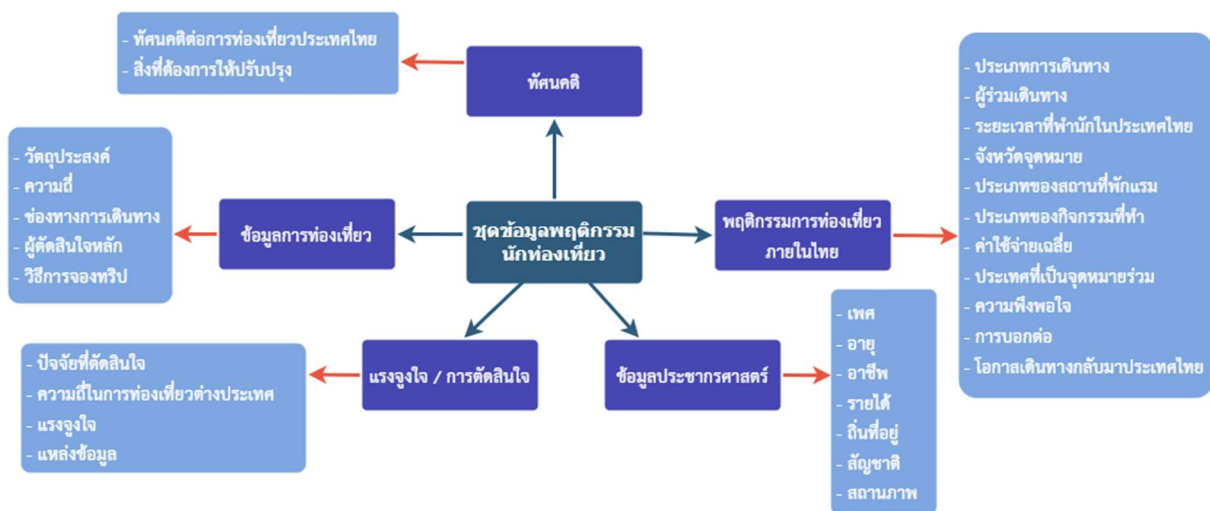 - ทัศนคติต่อการท่องเที่ยวประเทศไทย
- สิ่งที่ต้องการให้ปรับปรุง
ทัศนคติ
- วัตถุประสงค์
- ความถี่
- ช่องทางการเดินทาง
- ผู้ตัดสินใจหลัก
- วิธีการจองทริป
ข้อมูลการท่องเที่ยว
ชุดข้อมูลพฤติกรรม
นักท่องเที่ยว
พฤติกรรมการท่องเที่ยว
ภายในไทย
- ประเภทการเดินทาง
- ผู้ร่วมเดินทาง
- ระยะเวลาที่พำนักในประเทศไทย
- จังหวัดจุดหมาย
- ประเภทของสถานที่พักแรม
- ประเภทของกิจกรรมที่ทำ
- ค่าใช้จ่ายเฉลี่ย
- ประเทศที่เป็นจุดหมายร่วม
- ความพึงพอใจ
- การบอกต่อ
- โอกาสเดินทางกลับมาประเทศไทย
- ปัจจัยที่ตัดสินใจ
- ความถี่ในการท่องเที่ยวต่างประเทศ
- แรงจูงใจ
- แหล่งข้อมูล
แรงจูงใจ / การตัดสินใจ
ข้อมูลประชากรศาสตร์
- เพศ
- อายุ
- อาชีพ
- รายได้
- ถิ่นที่อยู่
- สัญชาติ
- สถานภาพ